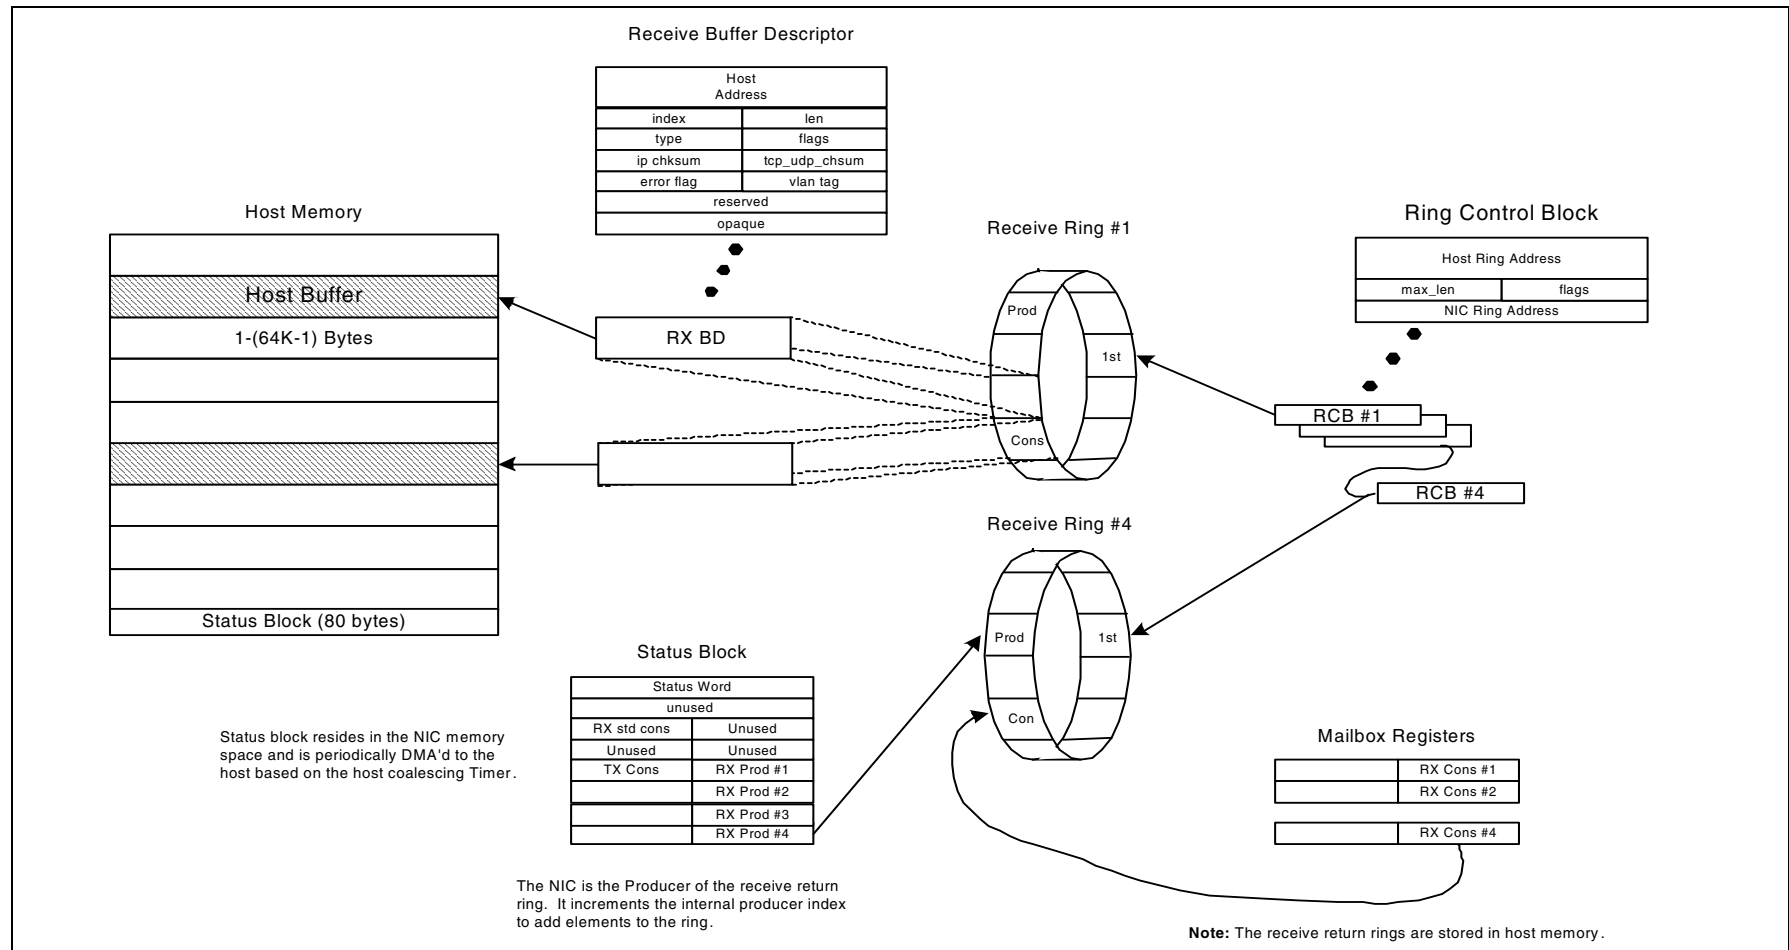 Receive Buffer Descriptor
Host
Address
index len
type flags
ip chksum tcp_udp_chsum
error flag vlan tag
reserved
opaque
Host Memory
Host Buffer
1-(64K-1) Bytes
Status Block (80 bytes)
RX BD
Receive Ring #1
Prod
1st
Cons
Ring Control Block
Host Ring Address
max_len flags
NIC Ring Address
RCB #1
RCB #4
Receive Ring #4
Prod
1st
Con
Status Block
Status Word
unused
RX std cons Unused
Unused Unused
TX Cons RX Prod #1
RX Prod #2
RX Prod #3
RX Prod #4
Status block resides in the NIC memory
space and is periodically DMA'd to the
host based on the host coalescing Timer.
The NIC is the Producer of the receive return
ring. It increments the internal producer index
to add elements to the ring.
Mailbox Registers
RX Cons #1
RX Cons #2
RX Cons #4
Note: The receive return rings are stored in host memory.